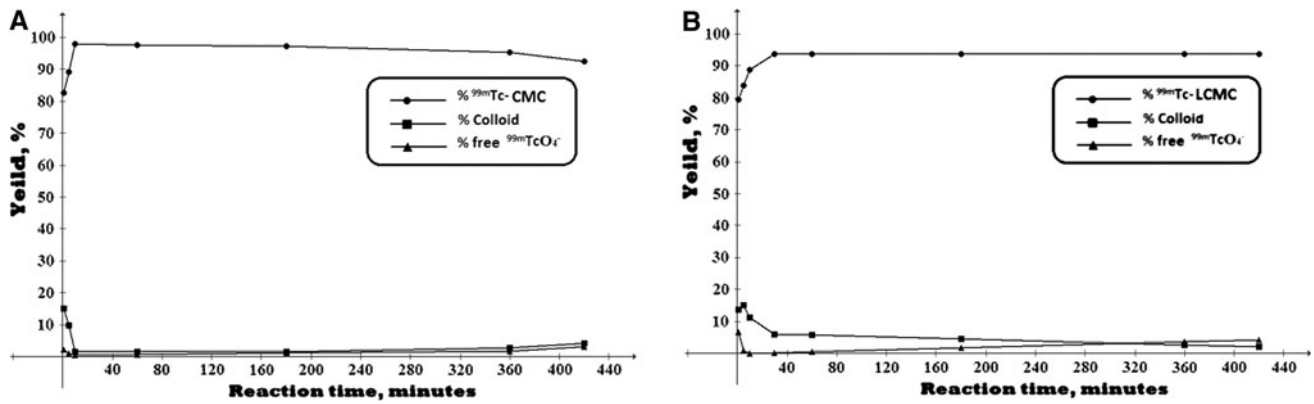 A
Yeild, %
100
90
80
70
60
50
40
30
20
10
% 99mTc- CMC
% Colloid
% free 99mTcO4-
40 80 120 160 200 240 280 320 360 400 440
Reaction time, minutes
B
Yeild, %
100
90
80
70
60
50
40
30
20
10
% 99mTc- LCMC
% Colloid
% free 99mTcO4-
40 80 120 160 200 240 280 320 360 400 440
Reaction time, minutes